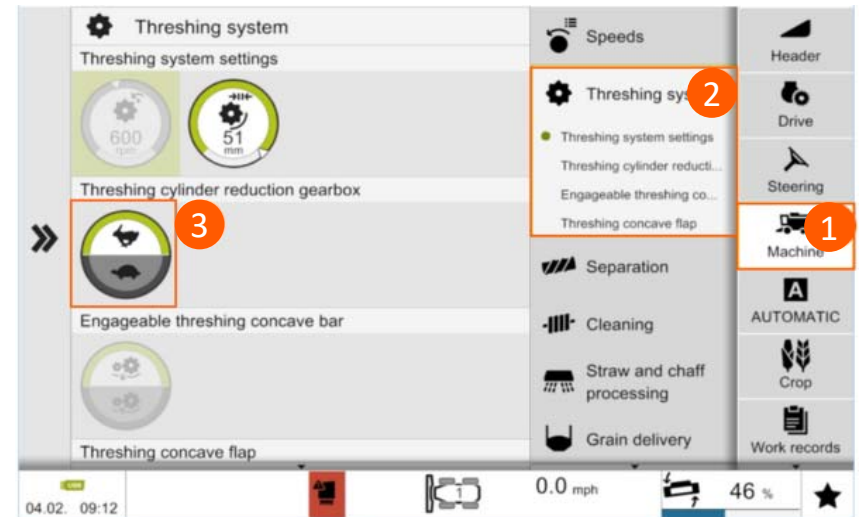 Threshing system
Threshing system settings
600
rpm
51
mm
Threshing cylinder reduction gearbox
3
Engageable threshing concave bar
Threshing concave flap
Speeds
Threshing sys
2
Threshing system settings
Threshing cylinder reducti...
Engageable threshing co...
Threshing concave flap
Separation
Cleaning
Straw and chaff
processing
Grain delivery
Header
Drive
Steering
1
Machine
A
AUTOMATIC
Crop
Work records
USB
04.02. 09:12
1
0.0 mph
46 %